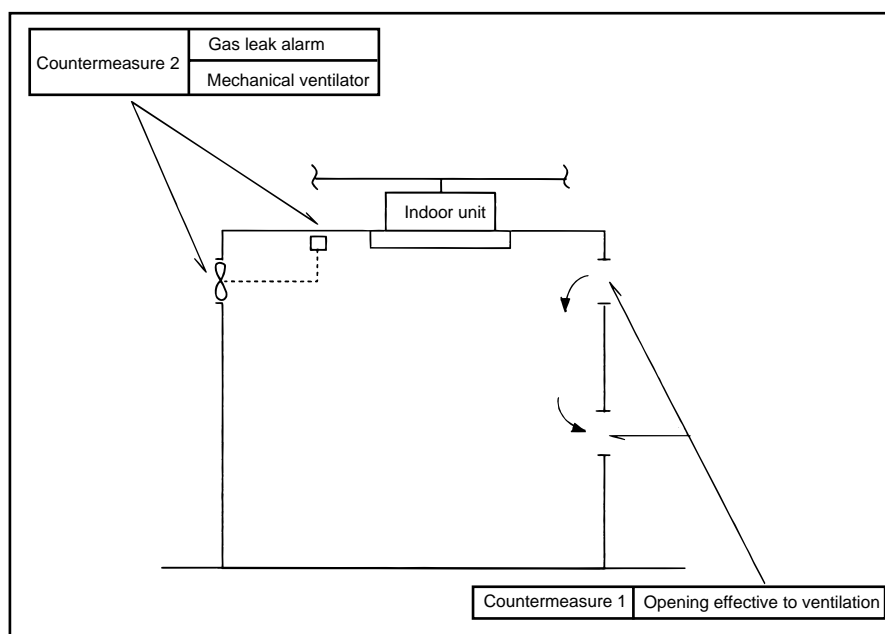 Countermeasure 2
Gas leak alarm
Mechanical ventilator
Indoor unit
Countermeasure 1
Opening effective to ventilation